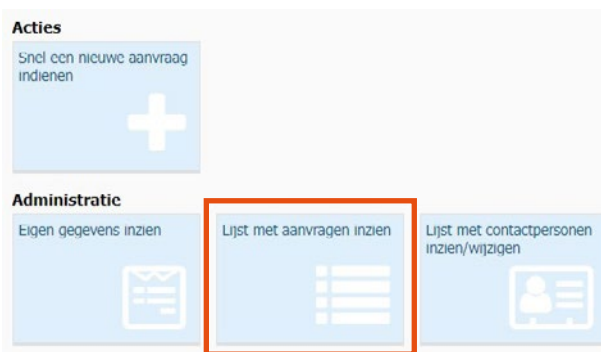 Acties
Snel een nieuwe aanvraag
indienen
Administratie
Eigen gegevens inzien
Lijst met aanvragen inzien
Lijst met contactpersonen
inzien/wijzigen